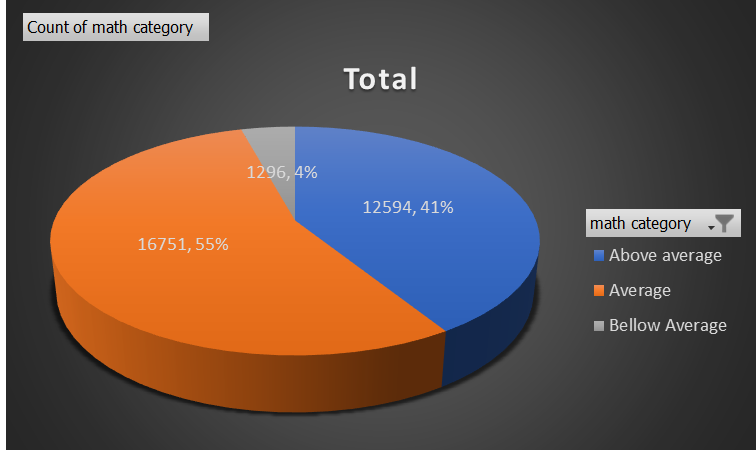 Count of math category
Total
1296, 4%
12594, 41%
16751, 55%
math category
Above average
Average
Bellow Average